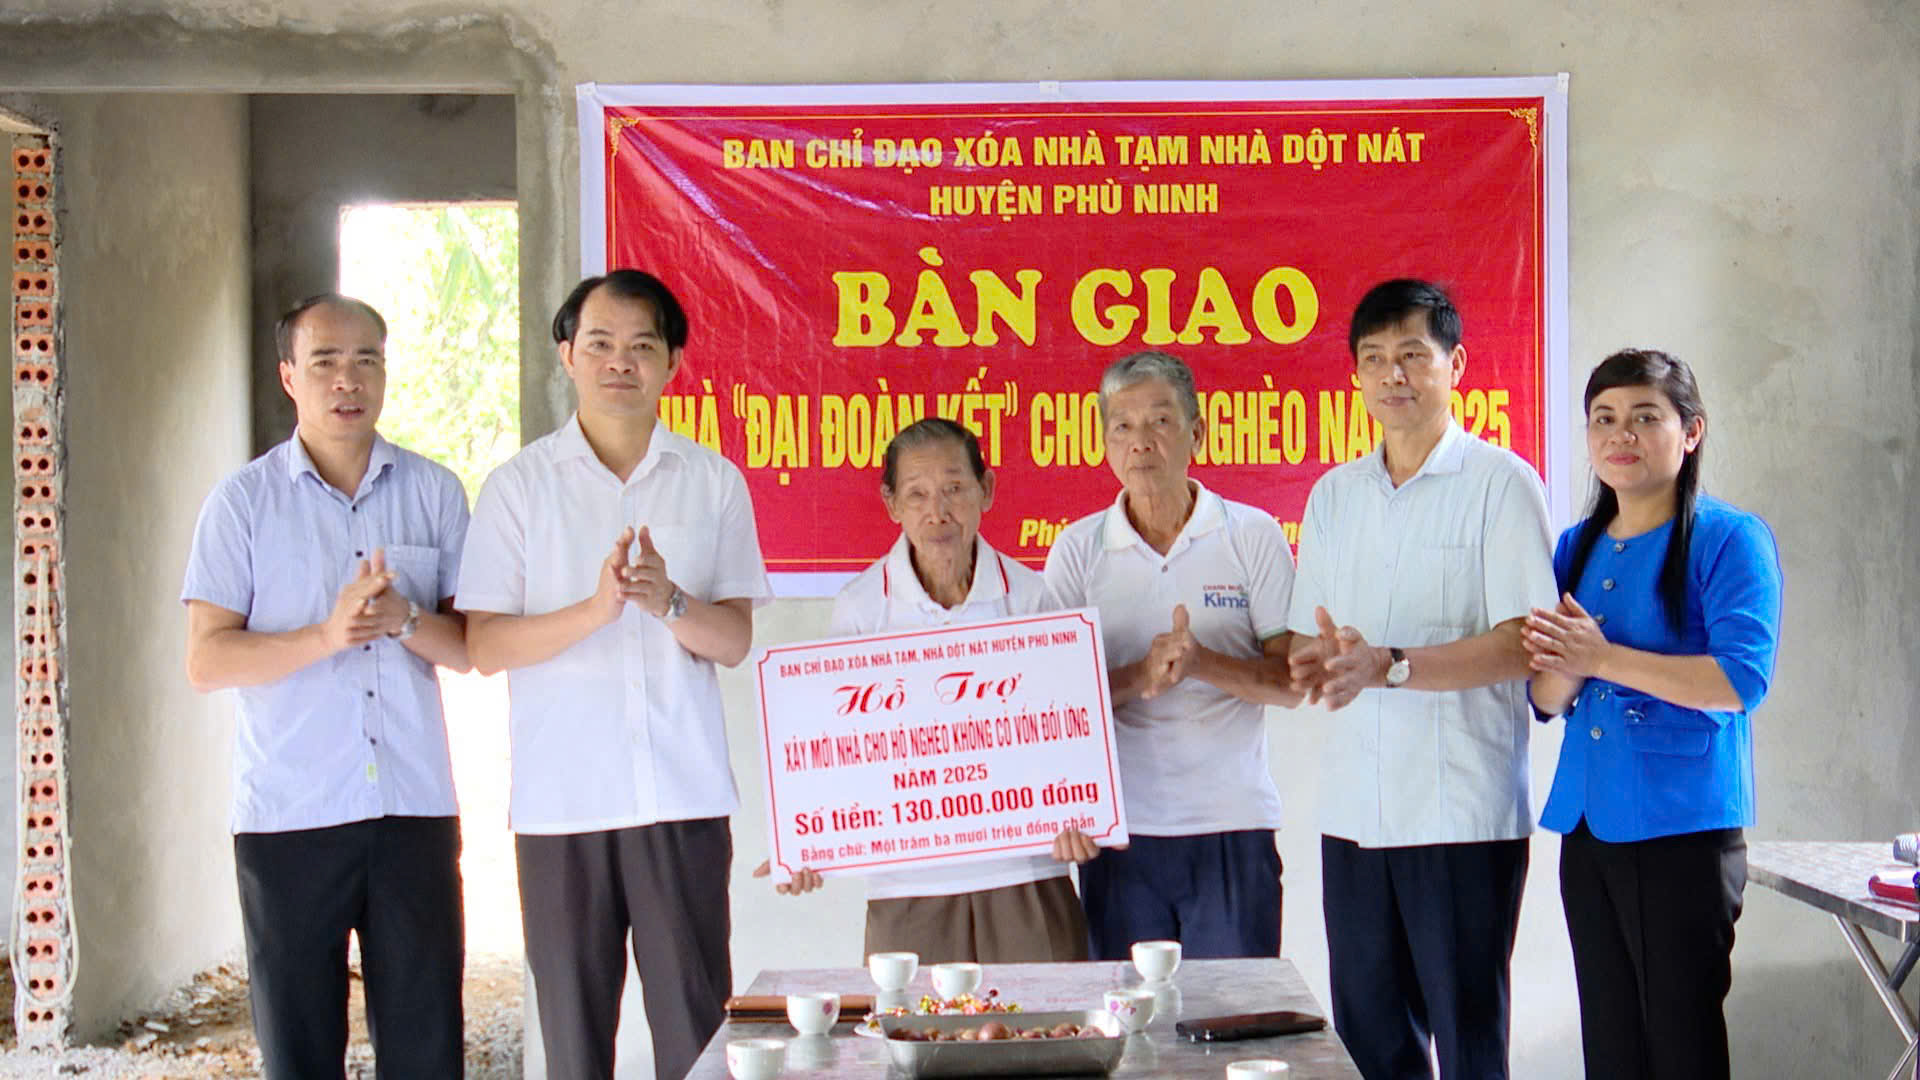 BAN CHỈ ĐẠO XÓA NHÀ TẠM NHÀ DỘT NÁT
HUYỆN PHÙ NINH
BÀN GIAO
NHÀ "ĐẠI ĐOÀN KẾT" CHO NGHÈO NĂM 2025
BAN CHỈ ĐẠO XÓA NHÀ TẠM, NHÀ DỘT NÁT HUYỆN PHÙ NINH
Hỗ Trợ
XÂY MỚI NHÀ CHO HỘ NGHÈO KHÔNG CÓ VỐN ĐỐI ỨNG
NĂM 2025
Số tiền: 130.000.000 đồng
Bằng chữ: Một trăm ba mươi triệu đồng chẵn